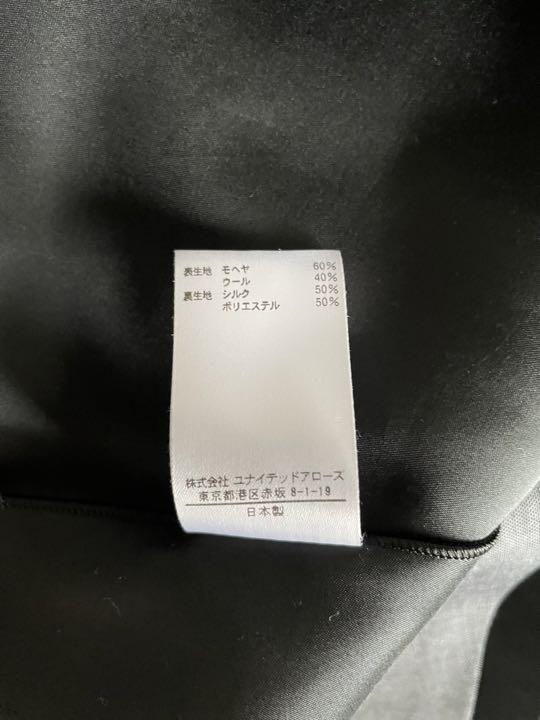 表生地 モヘヤ 60%
ウール 40%
裏生地 シルク 50%
ポリエステル 50%
株式会社 ユナイテッドアローズ
東京都港区赤坂 8-1-19
日本製